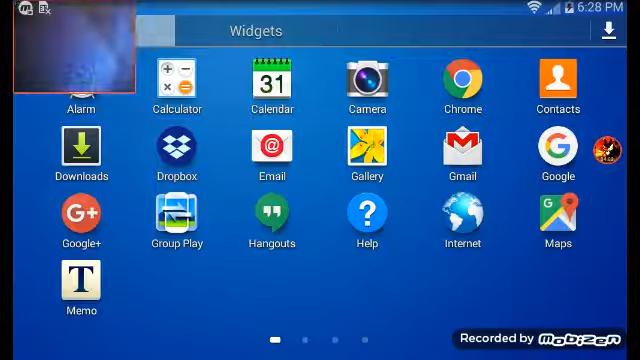 6:28 PM
Widgets
31
Alarm Calculator Calendar Camera Chrome Contacts
@
Downloads Dropbox Email Gallery Gmail Google
G+
Google+ Group Play Hangouts Help Internet Maps
T
Memo
Recorded by Mobizen